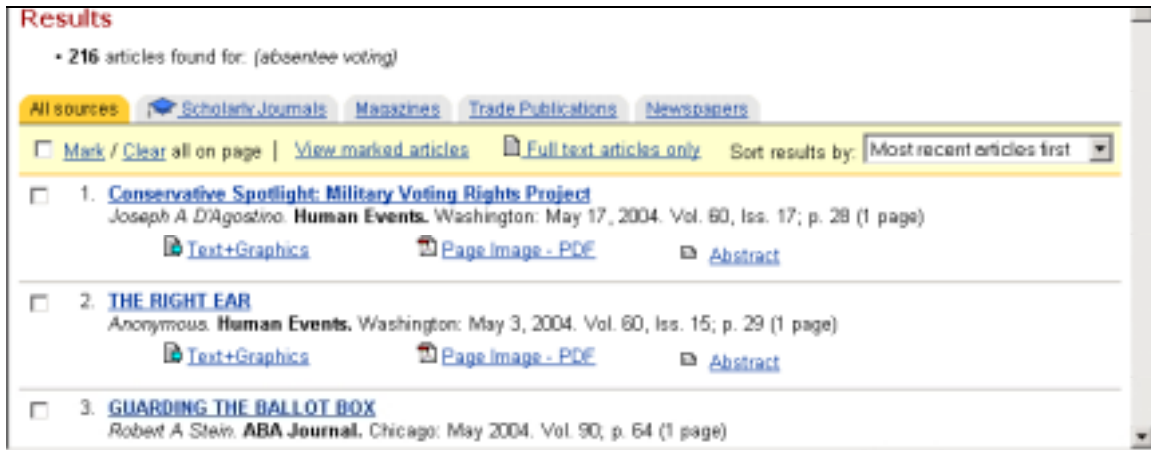 Results
• 216 articles found for: (absentee voting)
All sources Scholarly Journals Magazines Trade Publications Newspapers
Mark / Clear all on page | View marked articles Full text articles only Sort results by: Most recent articles first
1. Conservative Spotlight: Military Voting Rights Project
Joseph A D'Agostino. Human Events. Washington: May 17, 2004. Vol. 60, Iss. 17; p. 28 (1 page)
Text+Graphics Page Image - PDF Abstract
2. THE RIGHT EAR
Anonymous. Human Events. Washington: May 3, 2004. Vol. 60, Iss. 15; p. 29 (1 page)
Text+Graphics Page Image - PDF Abstract
3. GUARDING THE BALLOT BOX
Robert A Stein. ABA Journal. Chicago: May 2004. Vol. 90; p. 64 (1 page)